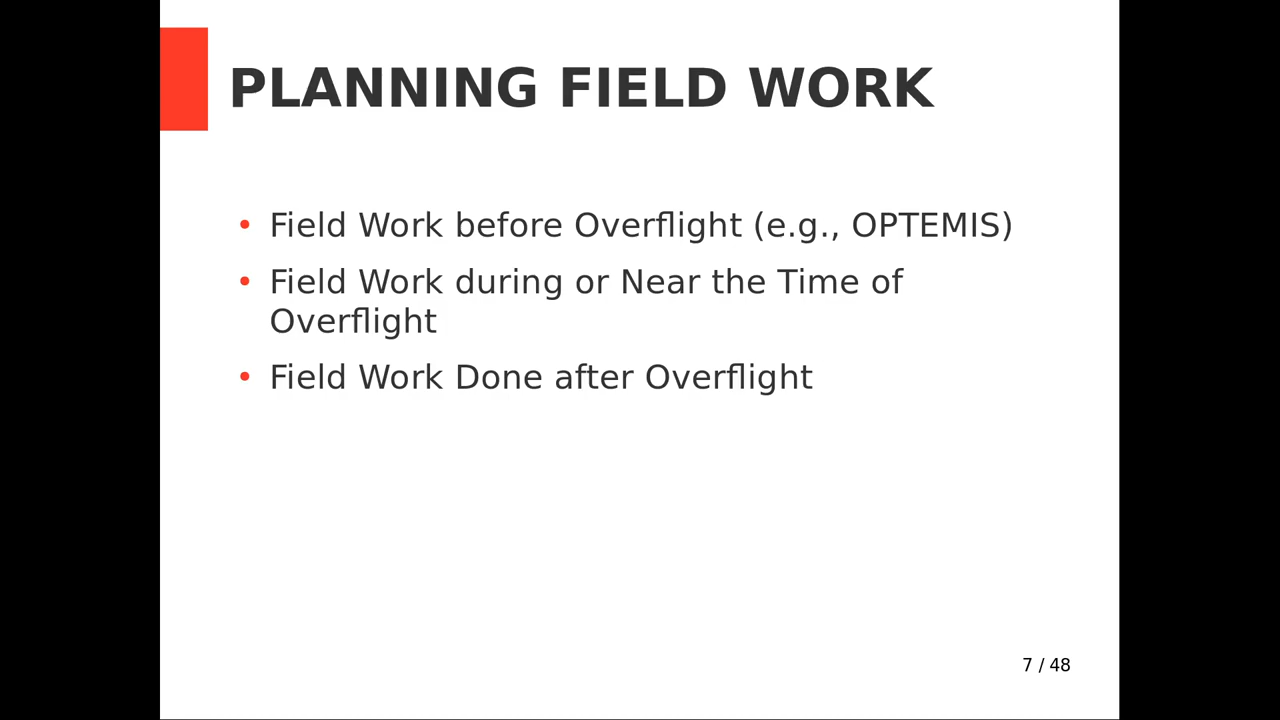 PLANNING FIELD WORK
• Field Work before Overflight (e.g., OPTEMIS)
• Field Work during or Near the Time of
Overflight
• Field Work Done after Overflight
7 / 48